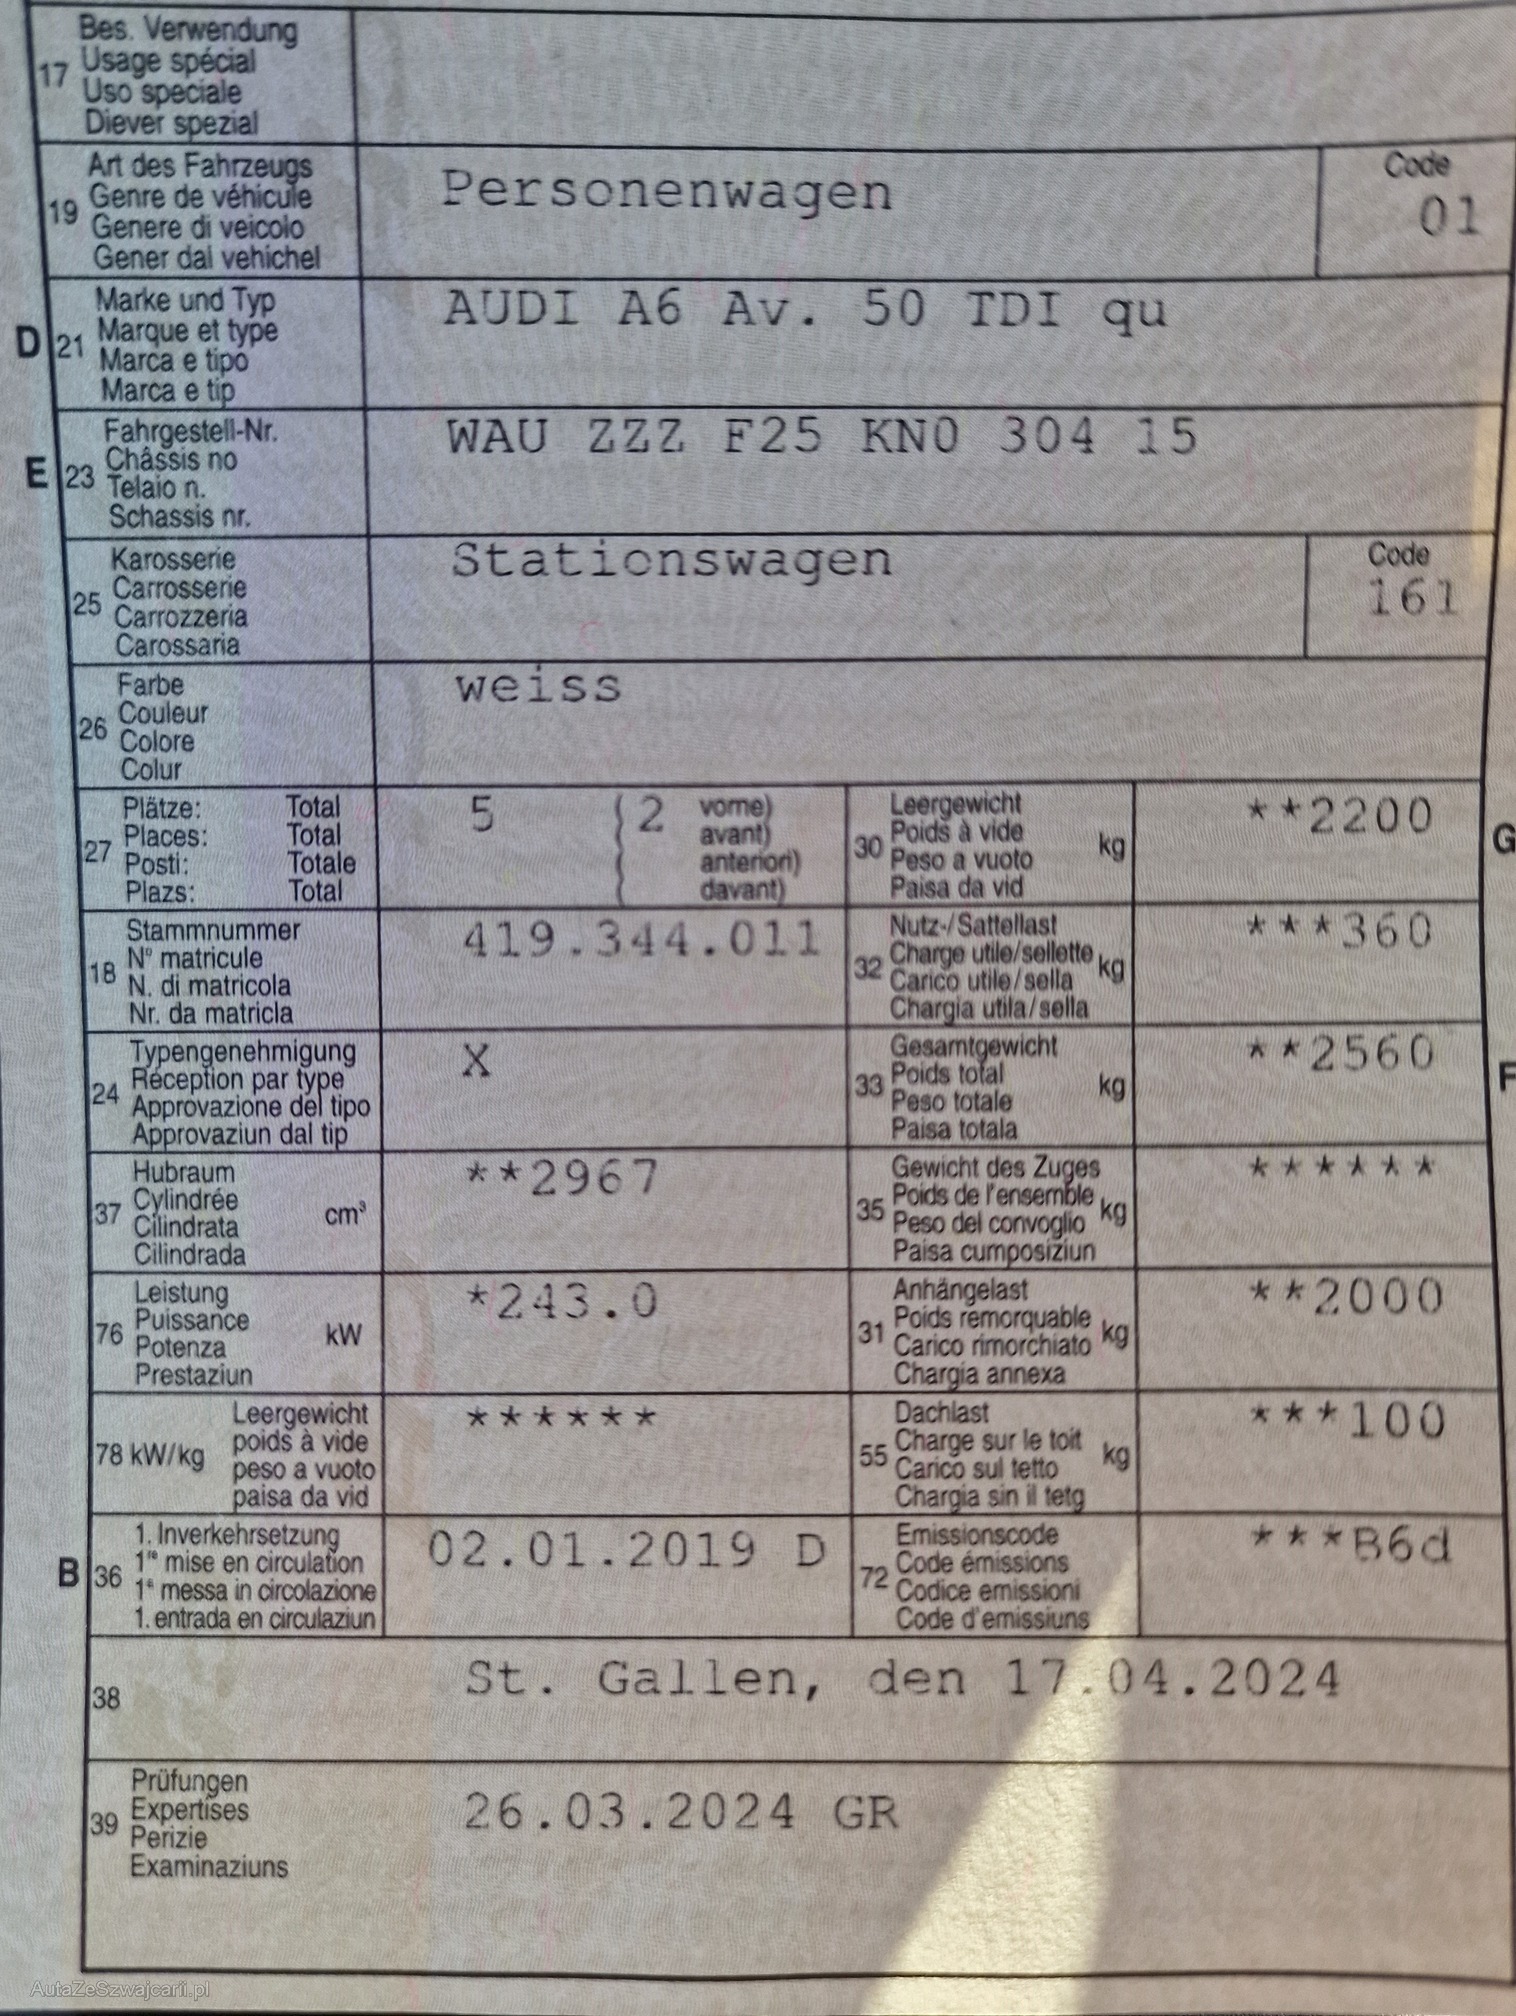 17 Bes. Verwendung
Usage spécial
Uso speciale
Diever spezial
19 Art des Fahrzeugs
Genre de véhicule
Genere di veicolo
Gener dal vehichel
Personenwagen
Code
01
D 21 Marke und Typ
Marque et type
Marca e tipo
Marca e tip
AUDI A6 Av. 50 TDI qu
E 23 Fahrgestell-Nr.
Châssis no
Telaio n.
Schassis nr.
WAU ZZZ F25 KN0 304 15
25 Karosserie
Carrosserie
Carrozzeria
Carossaria
Stationswagen
Code
161
26 Farbe
Couleur
Colore
Colur
weiss
27 Plätze: Total
Places: Total
Posti: Totale
Plazs: Total
5 (2 vorne)
( avant)
( anteriori)
( davant)
30 Leergewicht
Poids à vide
Peso a vuoto
Paisa da vid
kg
**2200
G
18 Stammnummer
N° matricule
N. di matricola
Nr. da matricla
419.344.011
32 Nutz-/Sattellast
Charge utile/sellette
Carico utile/sella
Chargia utila/sella
kg
***360
24 Typengenehmigung
Réception par type
Approvazione del tipo
Approvaziun dal tip
X
33 Gesamtgewicht
Poids total
Peso totale
Paisa totala
kg
**2560
F
37 Hubraum
Cylindrée
Cilindrata
Cilindrada
cm³
**2967
35 Gewicht des Zuges
Poids de l'ensemble
Peso del convoglio
Paisa cumposiziun
kg
******
76 Leistung
Puissance
Potenza
Prestaziun
kW
*243.0
31 Anhängelast
Poids remorquable
Carico rimorchiato
Chargia annexa
kg
**2000
78 kW/kg Leergewicht
poids à vide
peso a vuoto
paisa da vid
******
55 Dachlast
Charge sur le toit
Carico sul tetto
Chargia sin il tetg
kg
***100
B 36 1. Inverkehrsetzung
1re mise en circulation
1a messa in circolazione
1. entrada en circulaziun
02.01.2019 D
72 Emissionscode
Code émissions
Codice emissioni
Code d'emissiuns
***B6d
38 St. Gallen, den 17.04.2024
39 Prüfungen
Expertises
Perizie
Examinaziuns
26.03.2024 GR
AutaZeSzwajcarii.pl